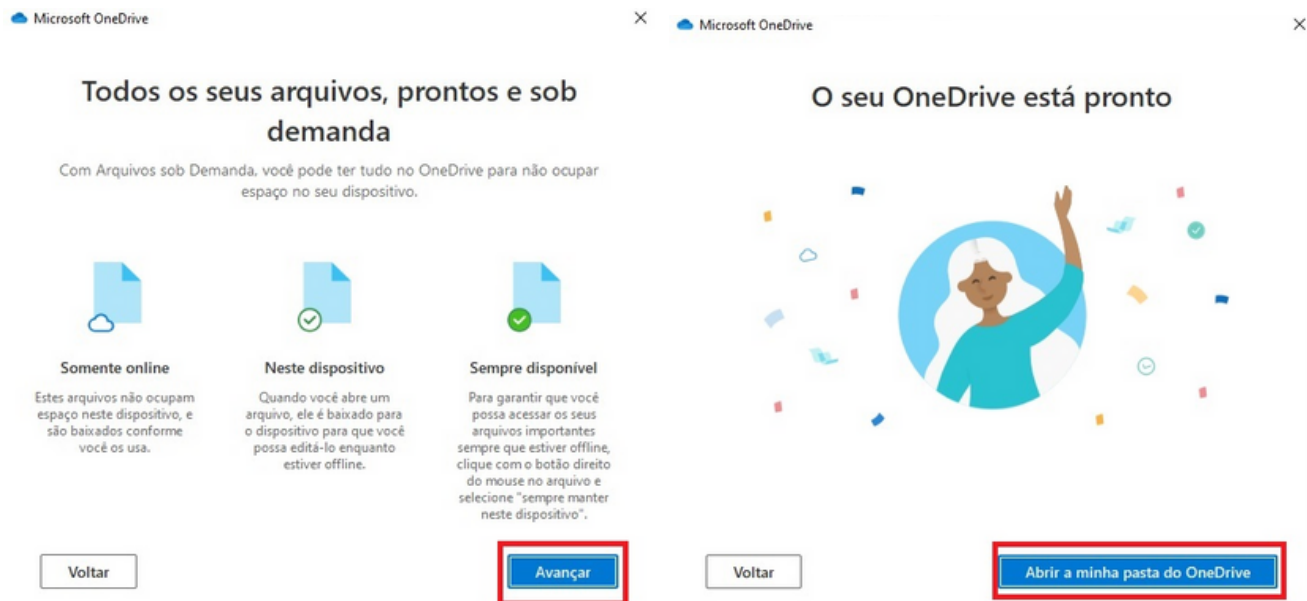 Microsoft OneDrive
Todos os seus arquivos, prontos e sob
demanda
Com Arquivos sob Demanda, você pode ter tudo no OneDrive para não ocupar
espaço no seu dispositivo.
Somente online
Estes arquivos não ocupam
espaço neste dispositivo, e
são baixados conforme
você os usa.
Neste dispositivo
Quando você abre um
arquivo, ele é baixado para
o dispositivo para que você
possa editá-lo enquanto
estiver offline.
Sempre disponível
Para garantir que você
possa acessar os seus
arquivos importantes
sempre que estiver offline,
clique com o botão direito
do mouse no arquivo e
selecione "sempre manter
neste dispositivo".
Voltar
Avançar
Microsoft OneDrive
O seu OneDrive está pronto
Voltar
Abrir a minha pasta do OneDrive